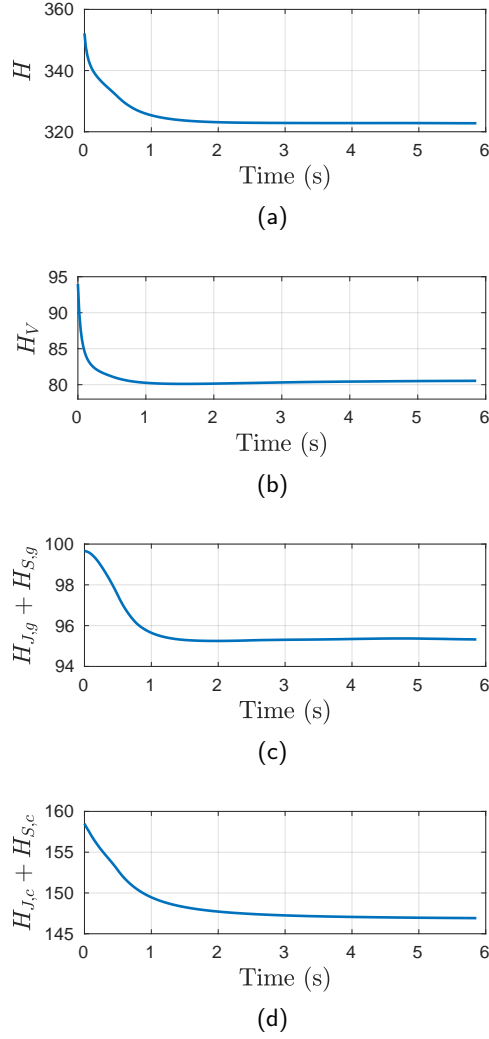 360
340
320
H
0 1 2 3 4 5 6
Time (s)
(a)
95
90
85
80
H_V
0 1 2 3 4 5 6
Time (s)
(b)
100
98
96
94
H_{J,g} + H_{S,g}
0 1 2 3 4 5 6
Time (s)
(c)
160
155
150
145
H_{J,c} + H_{S,c}
0 1 2 3 4 5 6
Time (s)
(d)